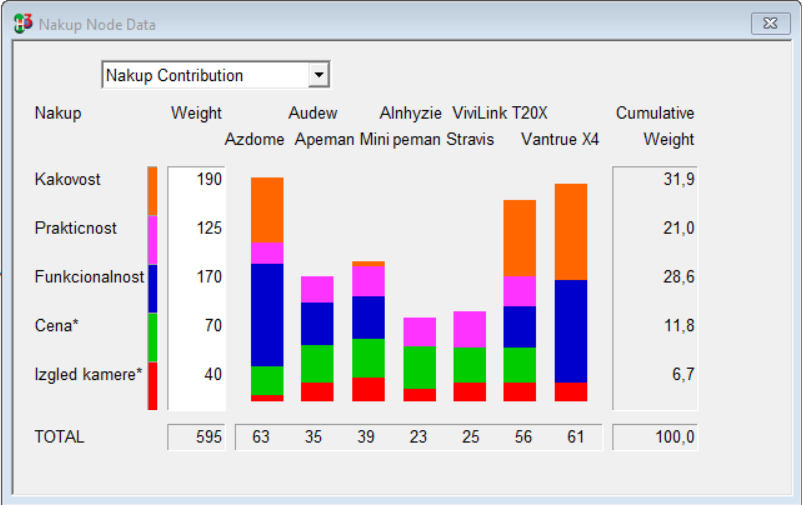 Nakup Node Data
Nakup Contribution
Nakup Weight Audew Alnhyzie ViviLink T20X Cumulative
Azdome Apeman Mini peman Stravis Vantrue X4 Weight
Kakovost 190 31,9
Prakticnost 125 21,0
Funkcionalnost 170 28,6
Cena* 70 11,8
Izgled kamere* 40 6,7
TOTAL 595 63 35 39 23 25 56 61 100,0